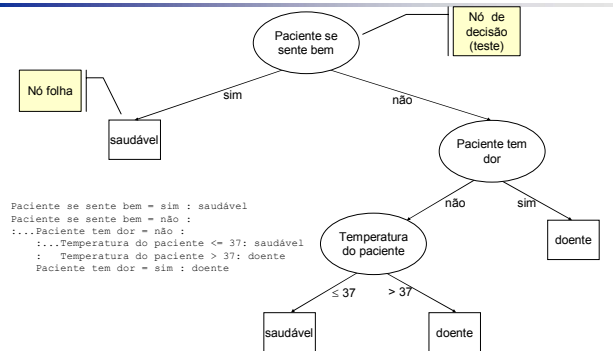 Paciente se
sente bem
Nó de
decisão
(teste)
Nó folha
sim
não
saudável
Paciente tem
dor
Paciente se sente bem = sim : saudável
Paciente se sente bem = não :
:...Paciente tem dor = não :
    :...Temperatura do paciente <= 37: saudável
    :   Temperatura do paciente > 37: doente
    Paciente tem dor = sim : doente
não
sim
Temperatura
do paciente
doente
≤ 37
> 37
saudável
doente